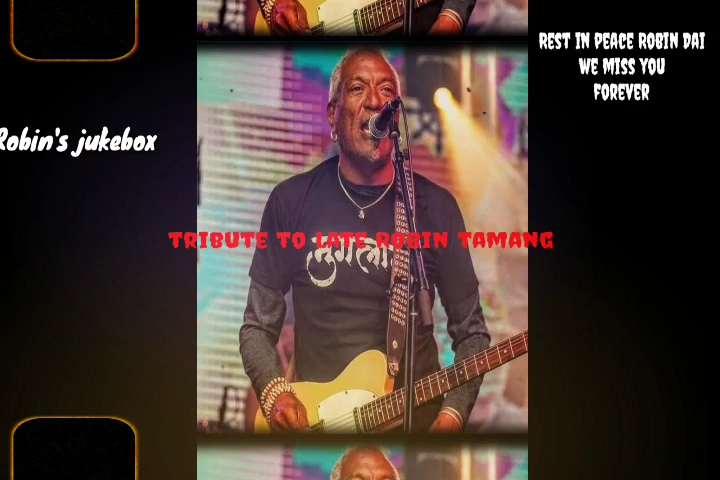 REST IN PEACE ROBIN DAI
WE MISS YOU
FOREVER
Robin's jukebox
TRIBUTE TO LATE ROBIN TAMANG